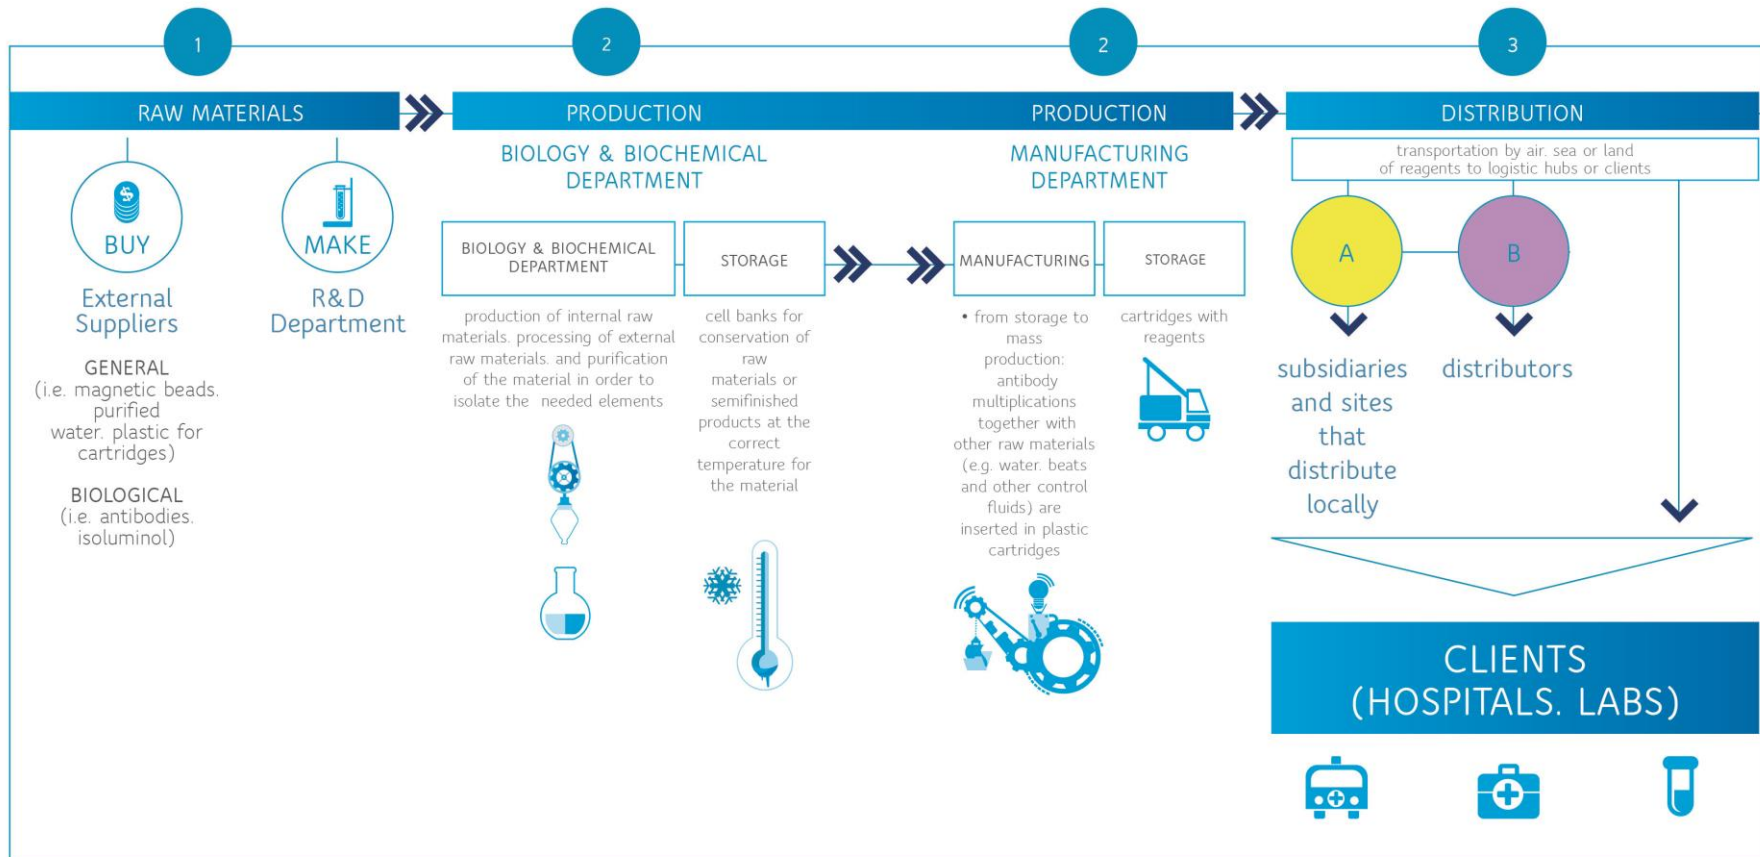 1
RAW MATERIALS
BUY
External
Suppliers
GENERAL
(i.e. magnetic beads.
purified
water. plastic for
cartridges)
BIOLOGICAL
(i.e. antibodies.
isoluminol)
MAKE
R&D
Department
2
PRODUCTION
BIOLOGY & BIOCHEMICAL
DEPARTMENT
BIOLOGY & BIOCHEMICAL
DEPARTMENT
production of internal raw
materials. processing of external
raw materials. and purification
of the material in order to
isolate the needed elements
STORAGE
cell banks for
conservation of
raw
materials or
semifinished
products at the
correct
temperature for
the material
2
PRODUCTION
MANUFACTURING
DEPARTMENT
MANUFACTURING
• from storage to
mass
production:
antibody
multiplications
together with
other raw materials
(e.g. water. beats
and other control
fluids) are
inserted in plastic
cartridges
STORAGE
cartridges with
reagents
3
DISTRIBUTION
transportation by air. sea or land
of reagents to logistic hubs or clients
A
subsidiaries
and sites
that
distribute
locally
B
distributors
CLIENTS
(HOSPITALS. LABS)